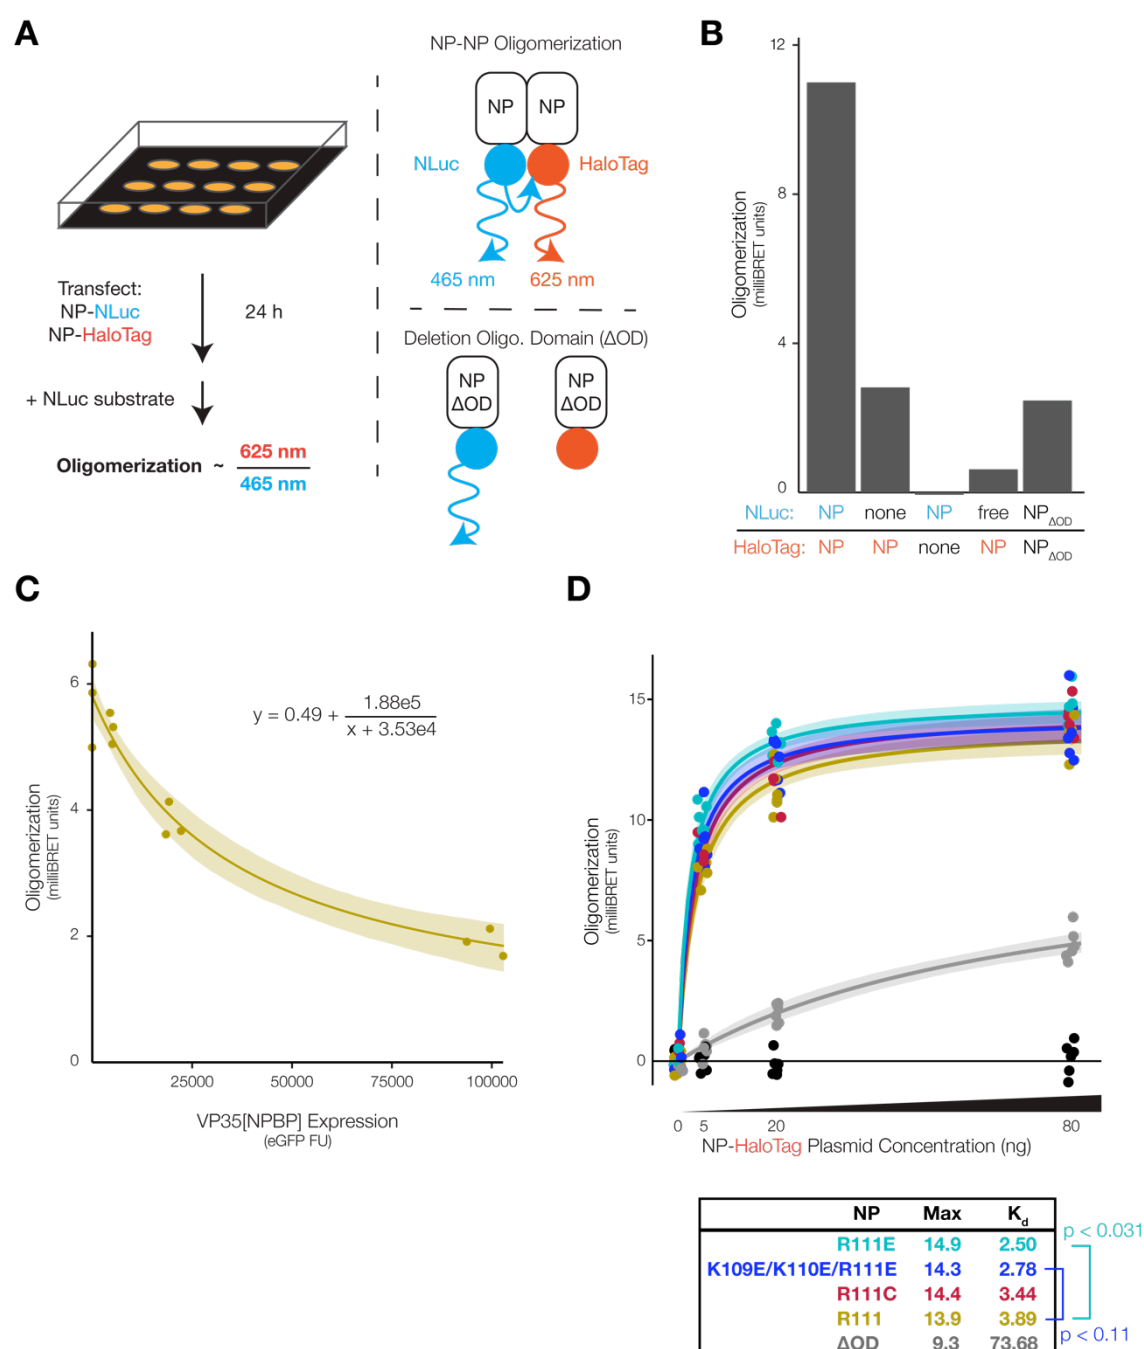 A
Transfect:
NP-NLuc
NP-HaloTag
24 h
+ NLuc substrate
Oligomerization ~ 625 nm
465 nm
NP-NP Oligomerization
NP NP
NLuc HaloTag
465 nm 625 nm
Deletion Oligo. Domain (ΔOD)
NP NP
ΔOD ΔOD
B
Oligomerization
(milliBRET units)
12
8
4
0
NLuc: NP none NP free NPΔOD
HaloTag: NP NP none NP NPΔOD
C
Oligomerization
(milliBRET units)
6
4
2
0
y = 0.49 + 1.88e5
x + 3.53e4
25000 50000 75000 100000
VP35[NPBP] Expression
(eGFP FU)
D
Oligomerization
(milliBRET units)
15
10
5
0
0 5 20 80
NP-HaloTag Plasmid Concentration (ng)
NP Max Kd
R111E 14.9 2.50
K109E/K110E/R111E 14.3 2.78
R111C 14.4 3.44
R111 13.9 3.89
ΔOD 9.3 73.68
p < 0.031
p < 0.11